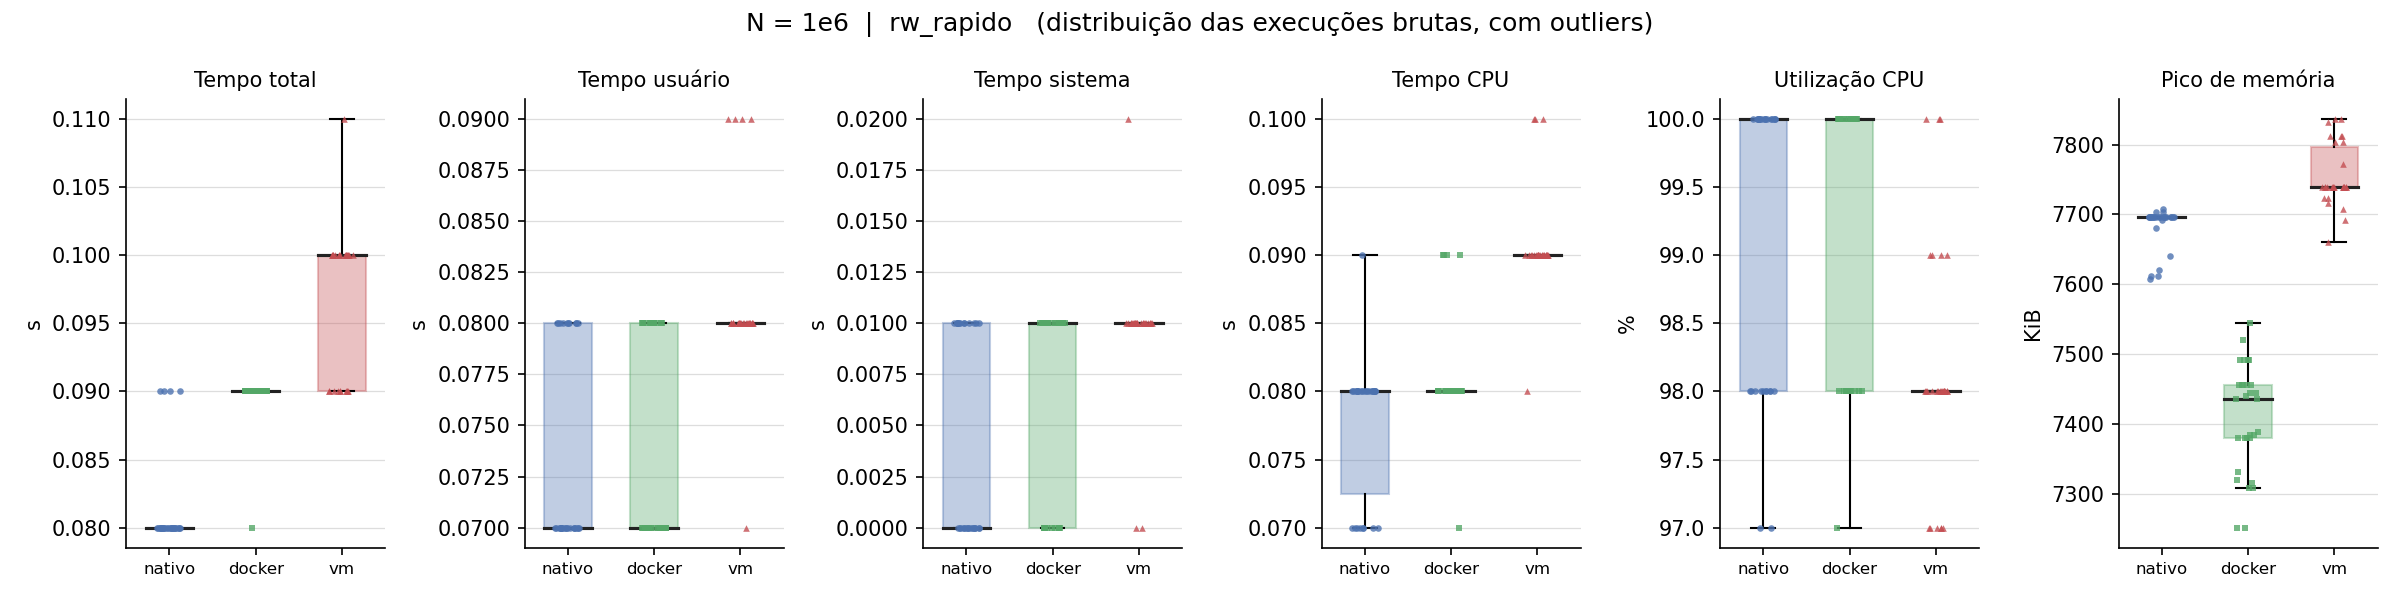 N = 1e6 | rw_rapido (distribuição das execuções brutas, com outliers)
Tempo total
s
0.110
0.105
0.100
0.095
0.090
0.085
0.080
nativo docker vm
Tempo usuário
s
0.0900
0.0875
0.0850
0.0825
0.0800
0.0775
0.0750
0.0725
0.0700
nativo docker vm
Tempo sistema
s
0.0200
0.0175
0.0150
0.0125
0.0100
0.0075
0.0050
0.0025
0.0000
nativo docker vm
Tempo CPU
s
0.100
0.095
0.090
0.085
0.080
0.075
0.070
nativo docker vm
Utilização CPU
%
100.0
99.5
99.0
98.5
98.0
97.5
97.0
nativo docker vm
Pico de memória
KiB
7800
7700
7600
7500
7400
7300
nativo docker vm